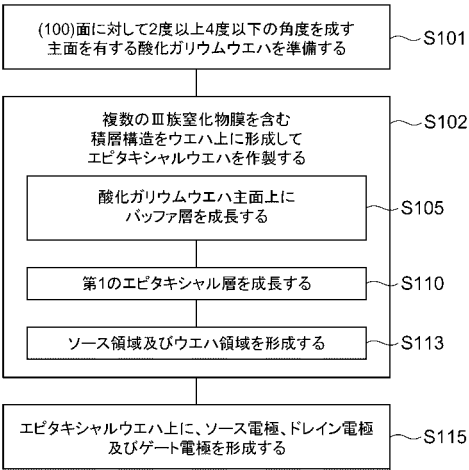 (100)面に対して2度以上4度以下の角度を成す
主面を有する酸化ガリウムウエハを準備する
S101
複数のⅢ族窒化物膜を含む
積層構造をウエハ上に形成して
エピタキシャルウエハを作製する
S102
酸化ガリウムウエハ主面上に
バッファ層を成長する
S105
第1のエピタキシャル層を成長する
S110
ソース領域及びウエハ領域を形成する
S113
エピタキシャルウエハ上に、ソース電極、ドレイン電極
及びゲート電極を形成する
S115